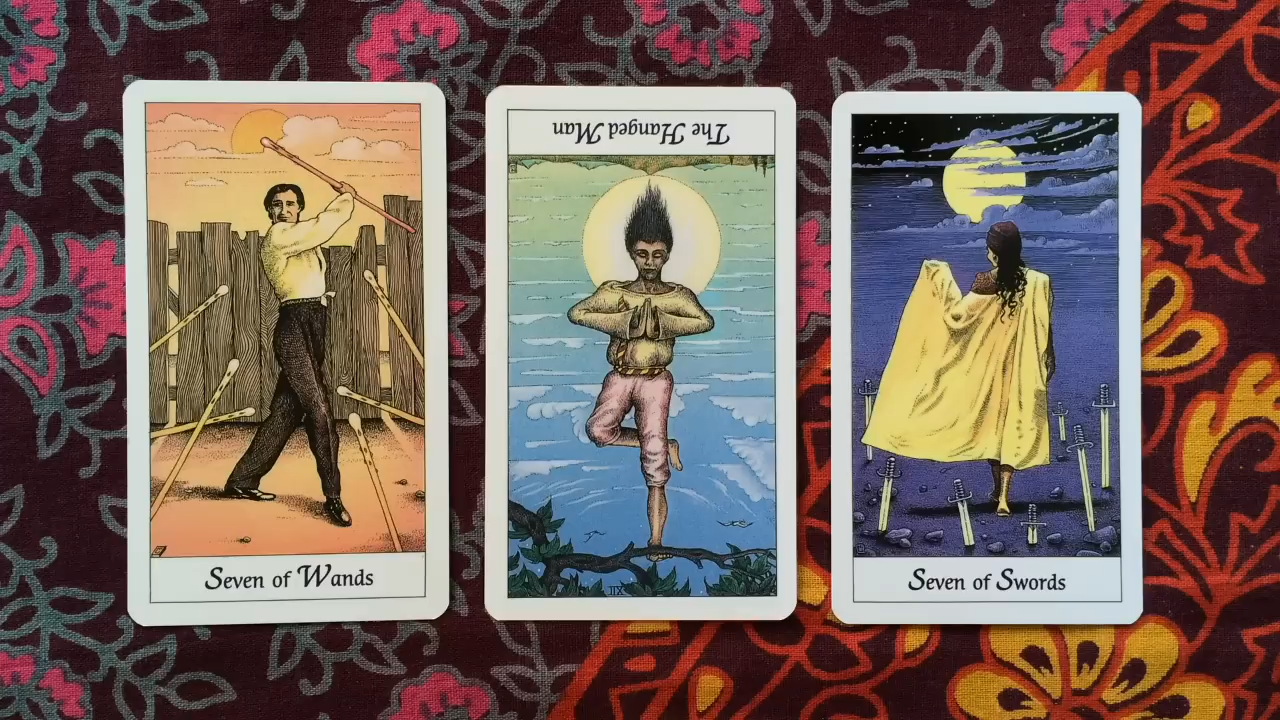 Seven of Wands
The Hanged Man
XII
Seven of Swords